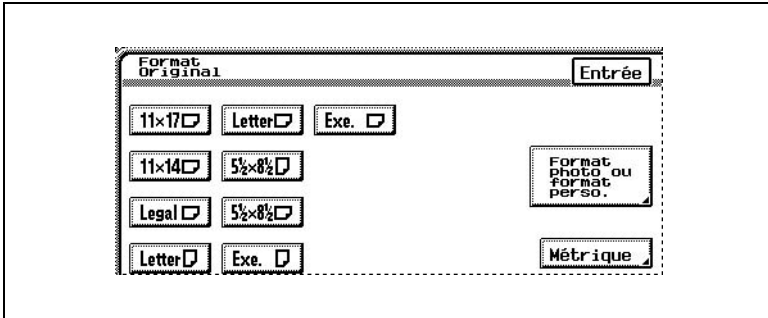 Format
Original
Entrée
11×17 Letter Exe.
11×14 5½×8½
Format
photo ou
format
perso.
Legal 5½×8½
Letter Exe.
Métrique